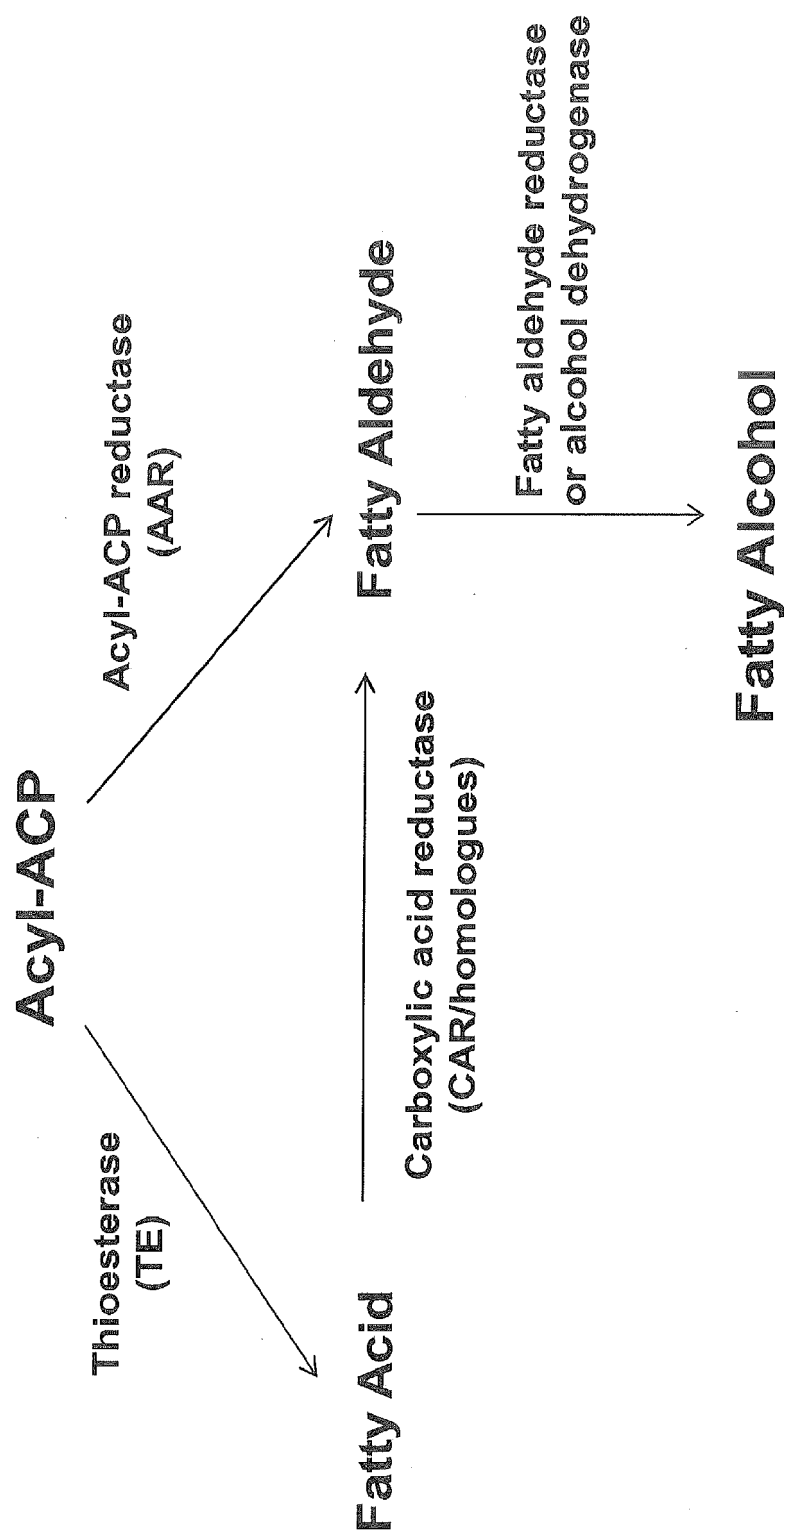 Acyl-ACP
Thioesterase
(TE)
Acyl-ACP reductase
(AAR)
Fatty Acid
Carboxylic acid reductase
(CAR/homologues)
Fatty Aldehyde
Fatty aldehyde reductase
or alcohol dehydrogenase
Fatty Alcohol